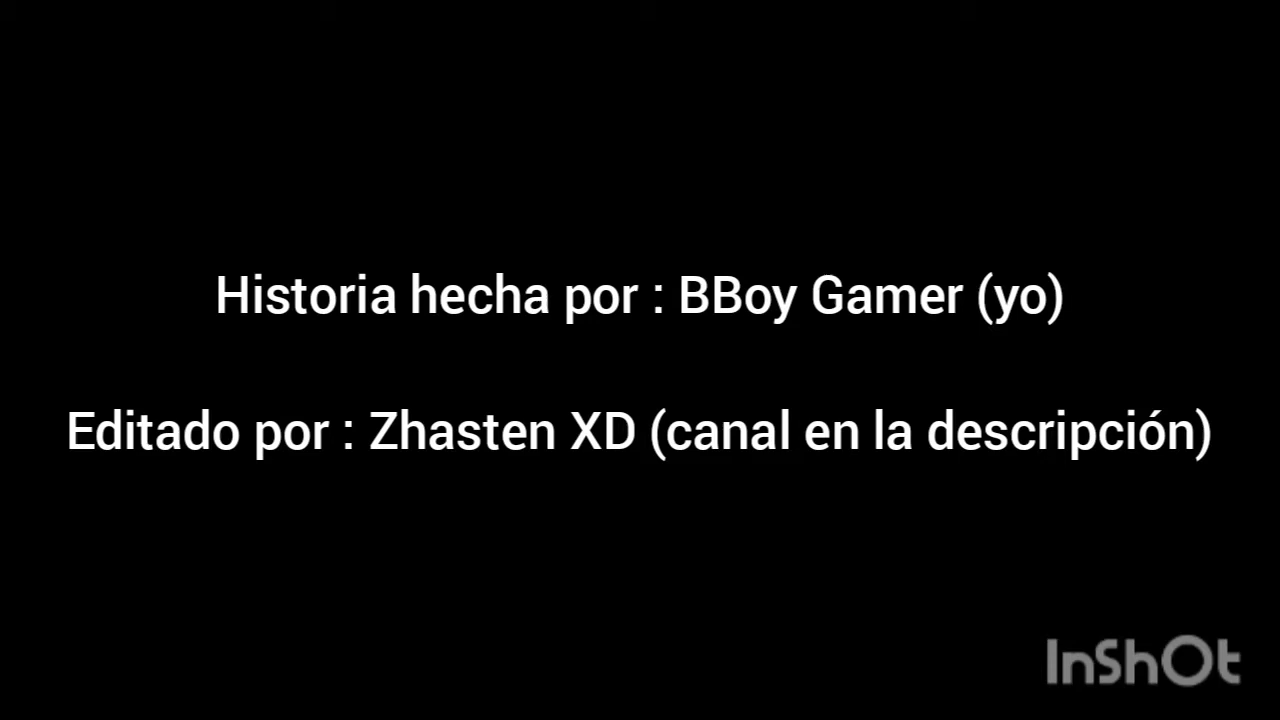 Historia hecha por : BBoy Gamer (yo)
Editado por : Zhasten XD (canal en la descripción)
InShOt